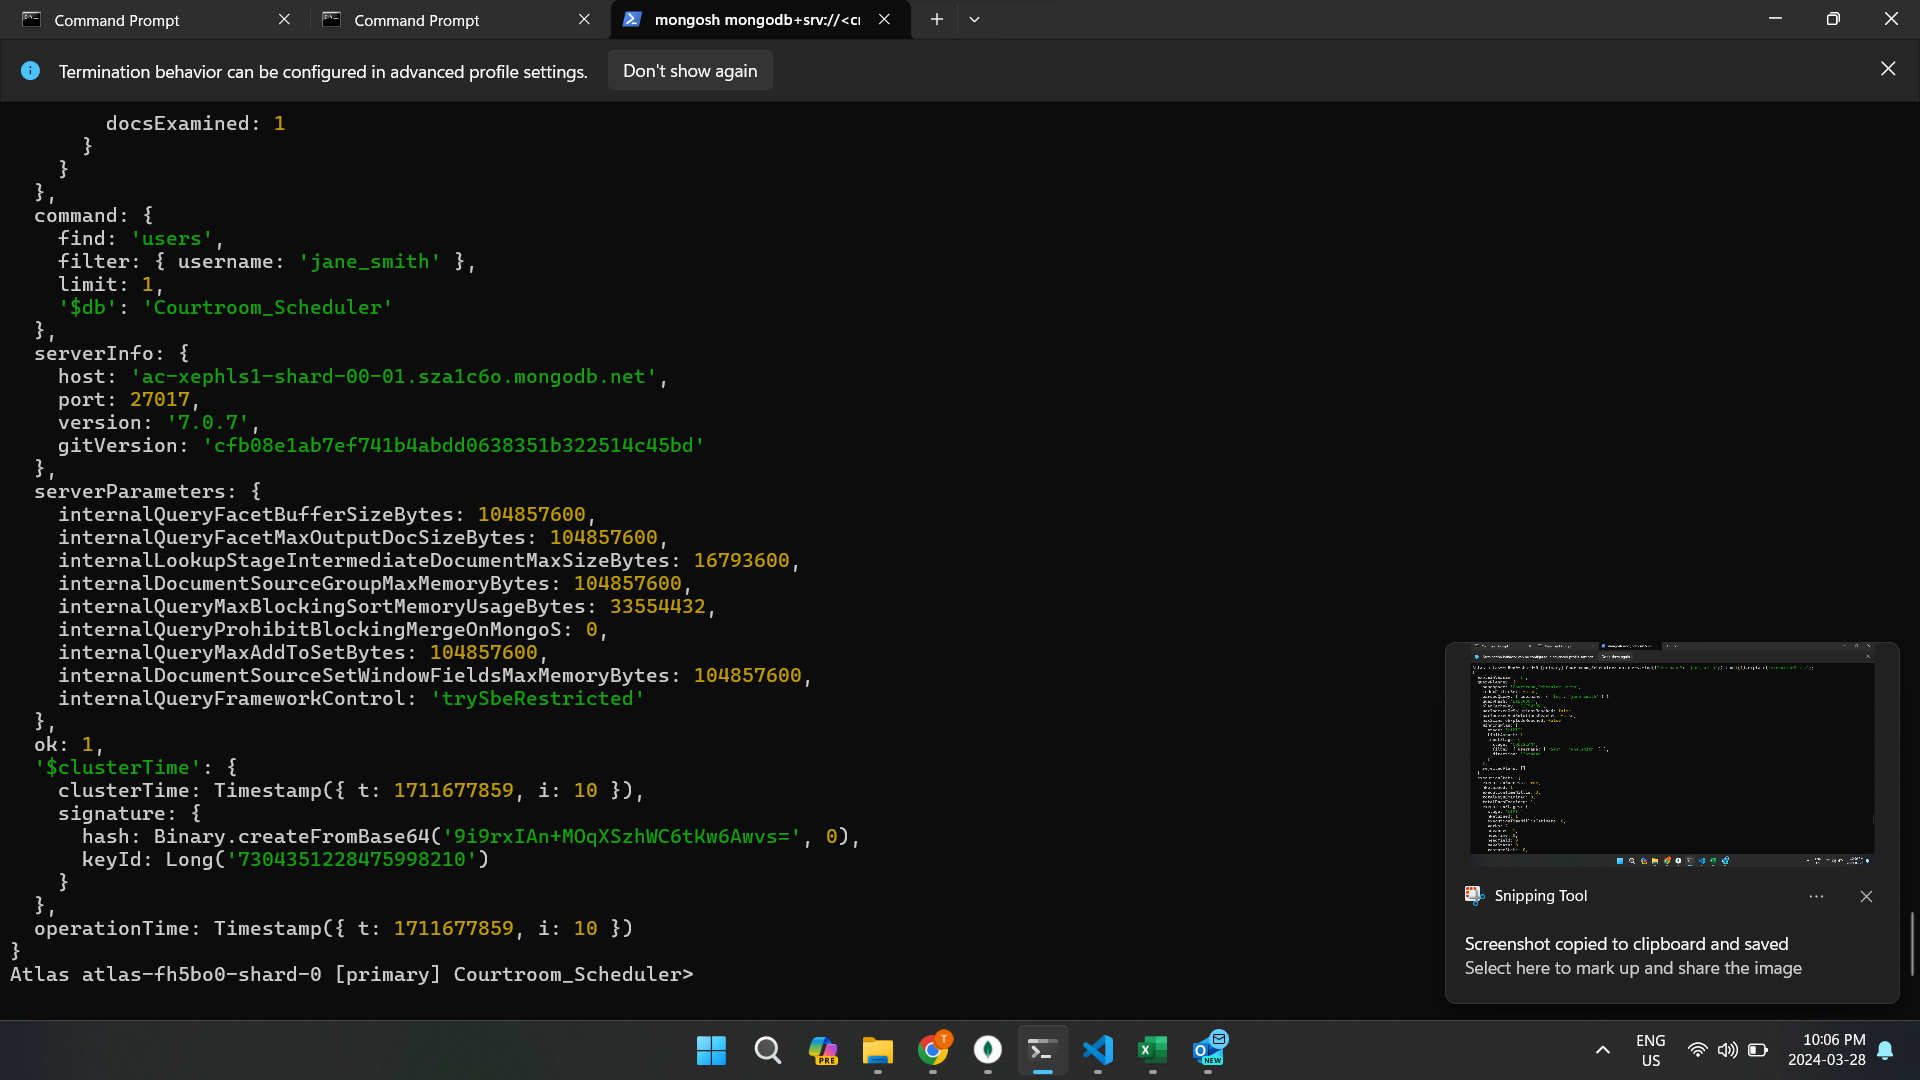 Command Prompt
Command Prompt
mongosh mongodb+srv://<cr
Termination behavior can be configured in advanced profile settings.
Don't show again
docsExamined: 1
}
}
},
command: {
find: 'users',
filter: { username: 'jane_smith' },
limit: 1,
'$db': 'Courtroom_Scheduler'
},
serverInfo: {
host: 'ac-xephls1-shard-00-01.sza1c6o.mongodb.net',
port: 27017,
version: '7.0.7',
gitVersion: 'cfb08e1ab7ef741b4abdd0638351b322514c45bd'
},
serverParameters: {
internalQueryFacetBufferSizeBytes: 104857600,
internalQueryFacetMaxOutputDocSizeBytes: 104857600,
internalLookupStageIntermediateDocumentMaxSizeBytes: 16793600,
internalDocumentSourceGroupMaxMemoryBytes: 104857600,
internalQueryMaxBlockingSortMemoryUsageBytes: 33554432,
internalQueryProhibitBlockingMergeOnMongoS: 0,
internalQueryMaxAddToSetBytes: 104857600,
internalDocumentSourceSetWindowFieldsMaxMemoryBytes: 104857600,
internalQueryFrameworkControl: 'trySbeRestricted'
},
ok: 1,
'$clusterTime': {
clusterTime: Timestamp({ t: 1711677859, i: 10 }),
signature: {
hash: Binary.createFromBase64('9i9rxIAn+MOqXSzhWC6tKw6Awvs=', 0),
keyId: Long('7304351228475998210')
}
},
operationTime: Timestamp({ t: 1711677859, i: 10 })
}
Atlas atlas-fh5bo0-shard-0 [primary] Courtroom_Scheduler>
Snipping Tool
Screenshot copied to clipboard and saved
Select here to mark up and share the image
PRE
T
NEW
ENG
US
10:06 PM
2024-03-28